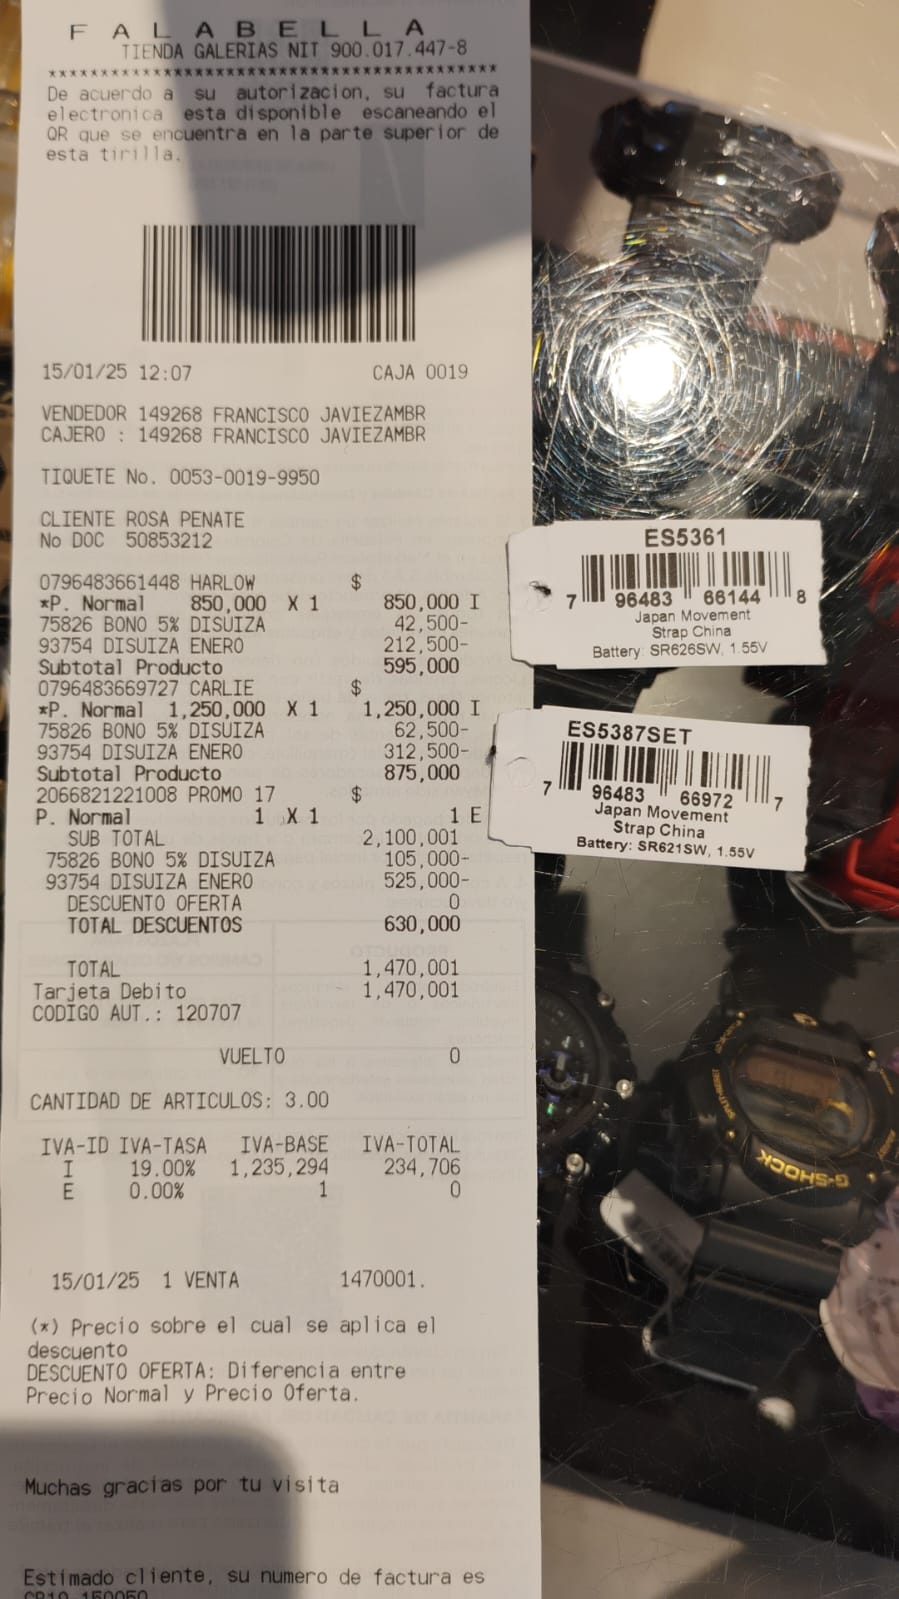 F A L A B E L L A
TIENDA GALERIAS NIT 900.017.447-8
********************************************
De acuerdo a su autorizacion, su factura
electronica esta disponible escaneando el
QR que se encuentra en la parte superior de
esta tirilla.
15/01/25 12:07 CAJA 0019
VENDEDOR 149268 FRANCISCO JAVIEZAMBR
CAJERO : 149268 FRANCISCO JAVIEZAMBR
TIQUETE No. 0053-0019-9950
CLIENTE ROSA PENATE
No DOC 50853212
0796483661448 HARLOW $
*P. Normal 850,000 X 1 850,000 I
75826 BONO 5% DISUIZA 42,500-
93754 DISUIZA ENERO 212,500-
Subtotal Producto 595,000
0796483669727 CARLIE $
*P. Normal 1,250,000 X 1 1,250,000 I
75826 BONO 5% DISUIZA 62,500-
93754 DISUIZA ENERO 312,500-
Subtotal Producto 875,000
2066821221008 PROMO 17 $
P. Normal 1 X 1 1 E
SUB TOTAL 2,100,001
75826 BONO 5% DISUIZA 105,000-
93754 DISUIZA ENERO 525,000-
DESCUENTO OFERTA 0
TOTAL DESCUENTOS 630,000
TOTAL 1,470,001
Tarjeta Debito 1,470,001
CODIGO AUT.: 120707
VUELTO 0
CANTIDAD DE ARTICULOS: 3.00
IVA-ID IVA-TASA IVA-BASE IVA-TOTAL
I 19.00% 1,235,294 234,706
E 0.00% 1 0
15/01/25 1 VENTA 1470001.
(*) Precio sobre el cual se aplica el
descuento
DESCUENTO OFERTA: Diferencia entre
Precio Normal y Precio Oferta.
Muchas gracias por tu visita
Estimado cliente, su numero de factura es
ES5361
7 96483 66144 8
Japan Movement
Strap China
Battery: SR626SW, 1.55V
ES5387SET
7 96483 66972 7
Japan Movement
Strap China
Battery: SR621SW, 1.55V
G-SHOCK